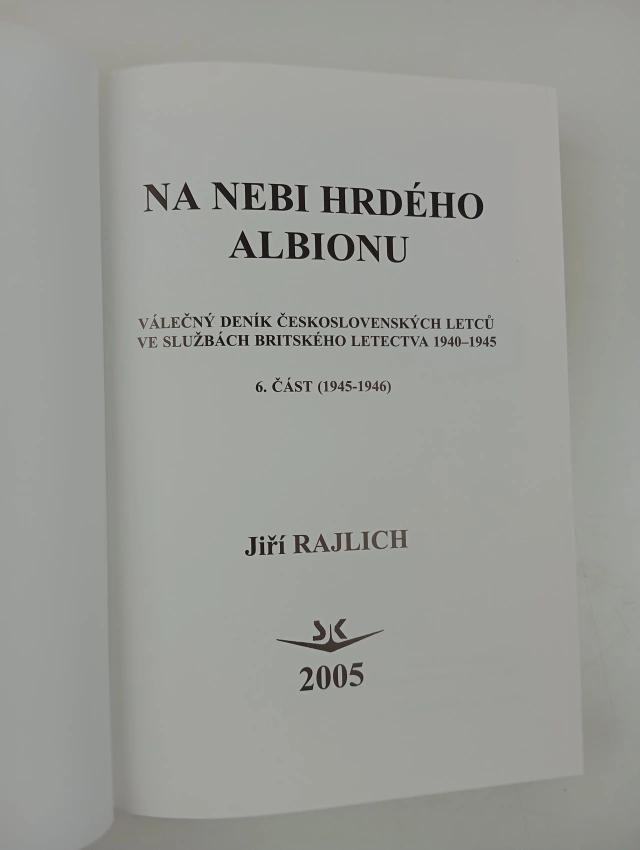 NA NEBI HRDÉHO
ALBIONU
VÁLEČNÝ DENÍK ČESKOSLOVENSKÝCH LETCŮ
VE SLUŽBÁCH BRITSKÉHO LETECTVA 1940–1945
6. ČÁST (1945-1946)
Jiří RAJLICH
SK
2005